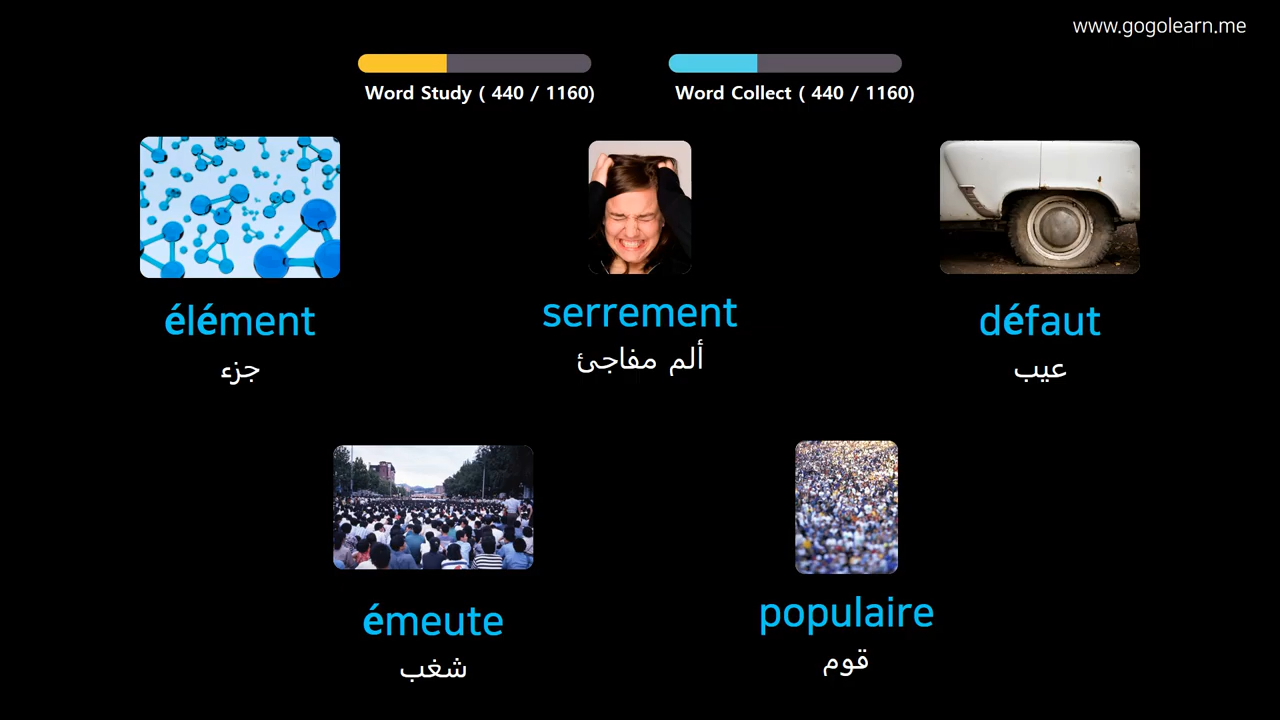 www.gogolearn.me
Word Study ( 440 / 1160)
Word Collect ( 440 / 1160)
élément
جزء
serrement
ألم مفاجئ
défaut
عيب
émeute
شغب
populaire
قوم